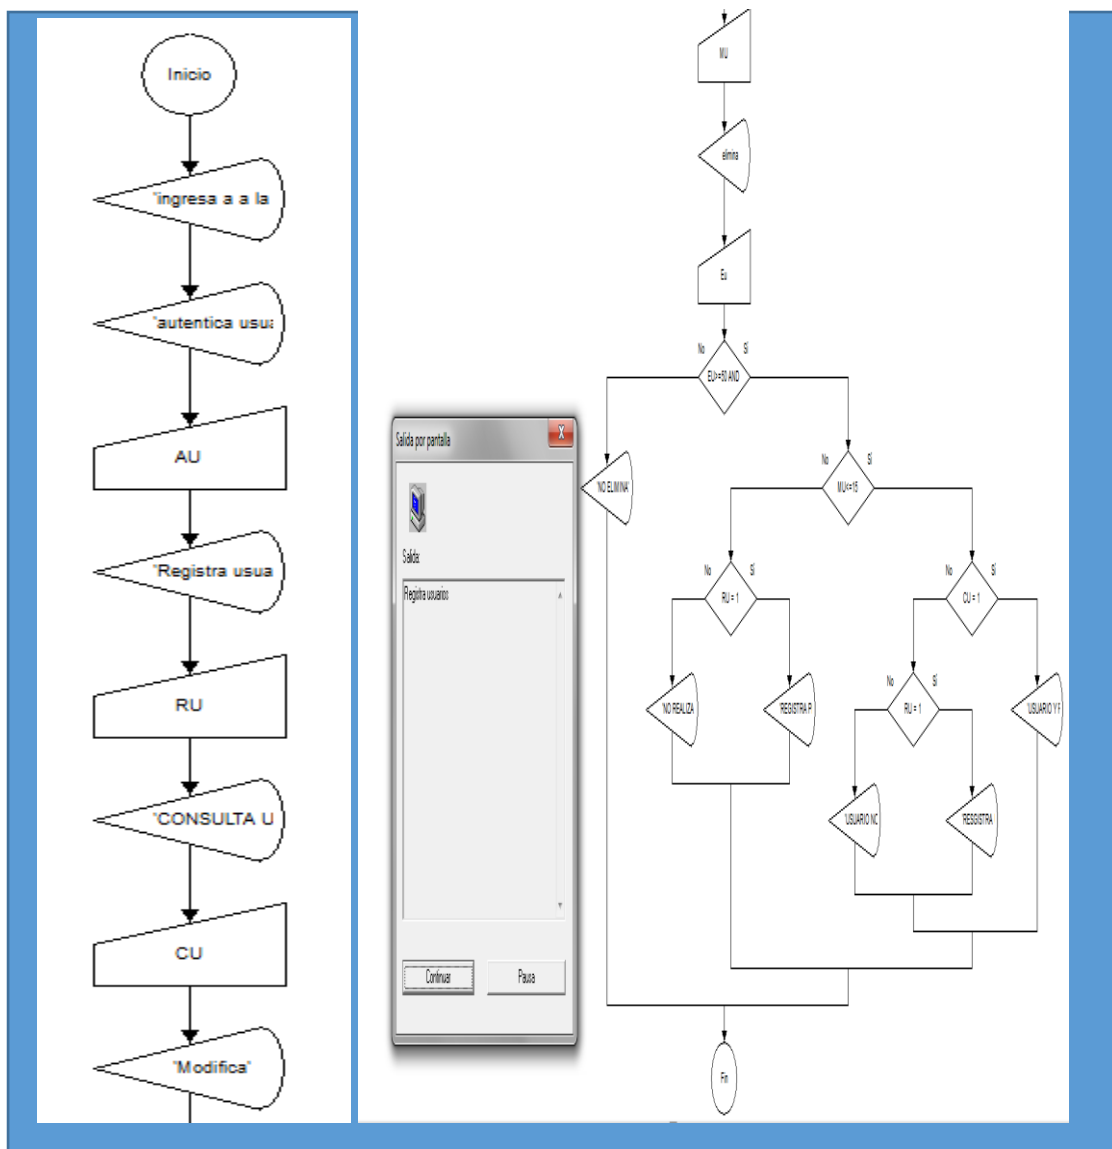 Inicio
"ingresa a a la
"autentica usua
AU
"Registra usua
RU
"CONSULTA U
CU
"Modifica"
MU
elimina
Eu
No
Sí
EU>=50 AND
'NO ELIMINA'
No
Sí
MU<=15
No
Sí
RU = 1
No
Sí
CU = 1
'NO REALIZA
'REGISTRA P
No
Sí
RU = 1
'USUARIO Y F
'USUARIO NO
'RESGISTRA
Fin
Salida por pantalla
X
Salida:
Registra usuarios
Continuar
Pausa